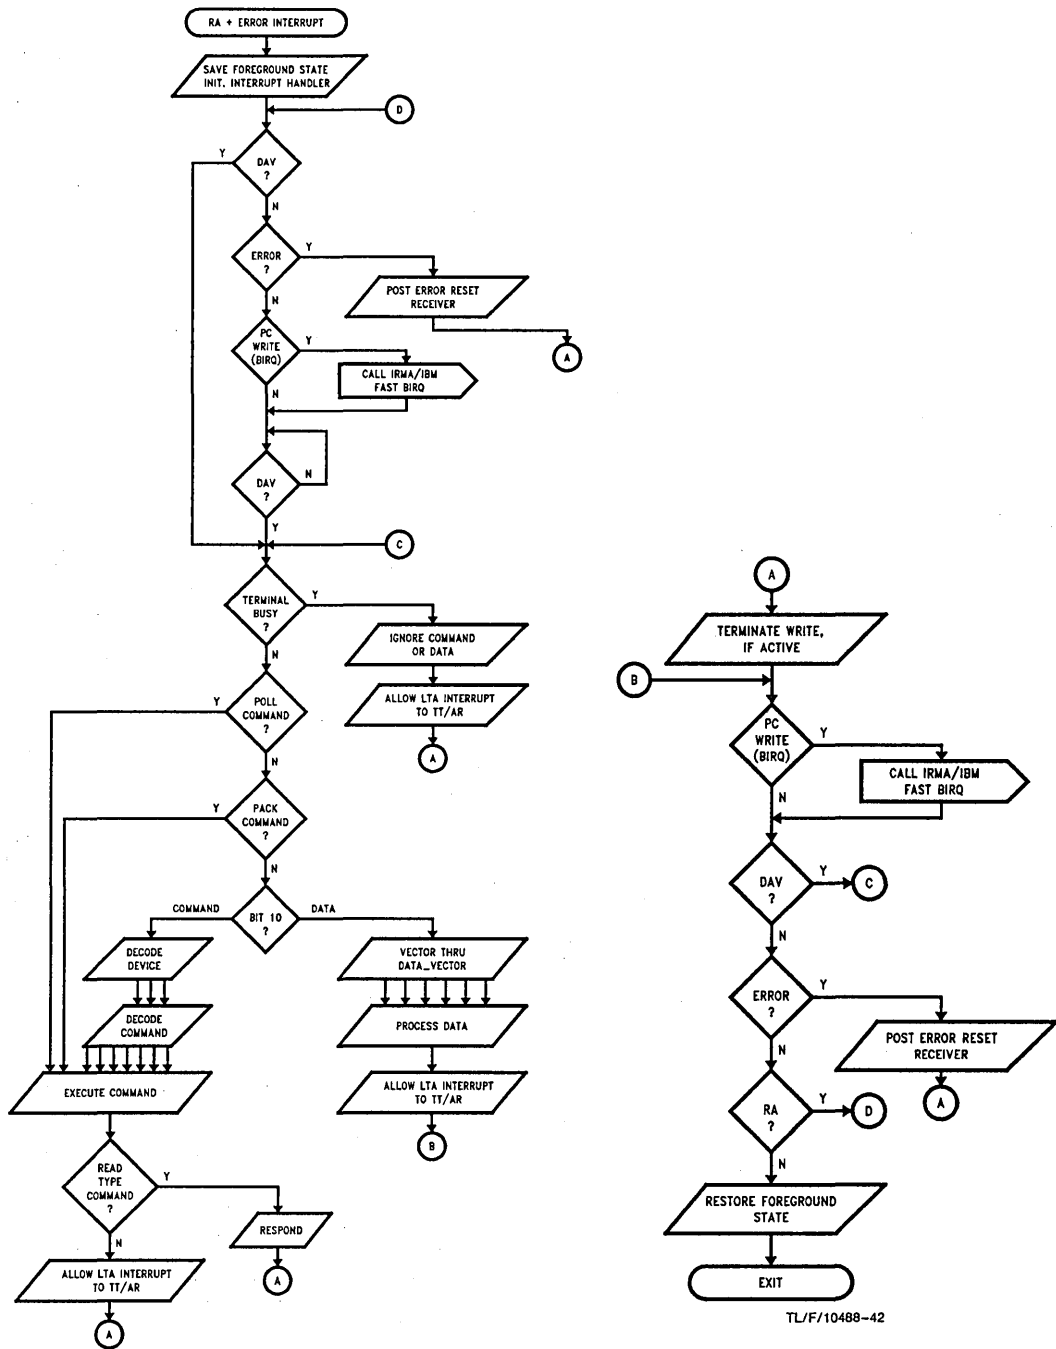 RA + ERROR INTERRUPT
SAVE FOREGROUND STATE
INIT. INTERRUPT HANDLER
D
Y
DAV
?
N
ERROR
?
Y
POST ERROR RESET
RECEIVER
A
N
PC
WRITE
(BIRQ)
Y
CALL IRMA/IBM
FAST BIRQ
N
DAV
?
N
Y
C
TERMINAL
BUSY
?
Y
IGNORE COMMAND
OR DATA
ALLOW LTA INTERRUPT
TO TT/AR
A
N
Y
POLL
COMMAND
?
N
Y
PACK
COMMAND
?
N
COMMAND
BIT 10
?
DATA
DECODE
DEVICE
DECODE
COMMAND
EXECUTE COMMAND
VECTOR THRU
DATA_VECTOR
PROCESS DATA
ALLOW LTA INTERRUPT
TO TT/AR
B
READ
TYPE
COMMAND
?
Y
RESPOND
A
N
ALLOW LTA INTERRUPT
TO TT/AR
A
A
TERMINATE WRITE,
IF ACTIVE
B
PC
WRITE
(BIRQ)
Y
CALL IRMA/IBM
FAST BIRQ
N
DAV
?
Y
C
N
ERROR
?
Y
POST ERROR RESET
RECEIVER
A
N
RA
?
Y
D
N
RESTORE FOREGROUND
STATE
EXIT
TL/F/10488-42